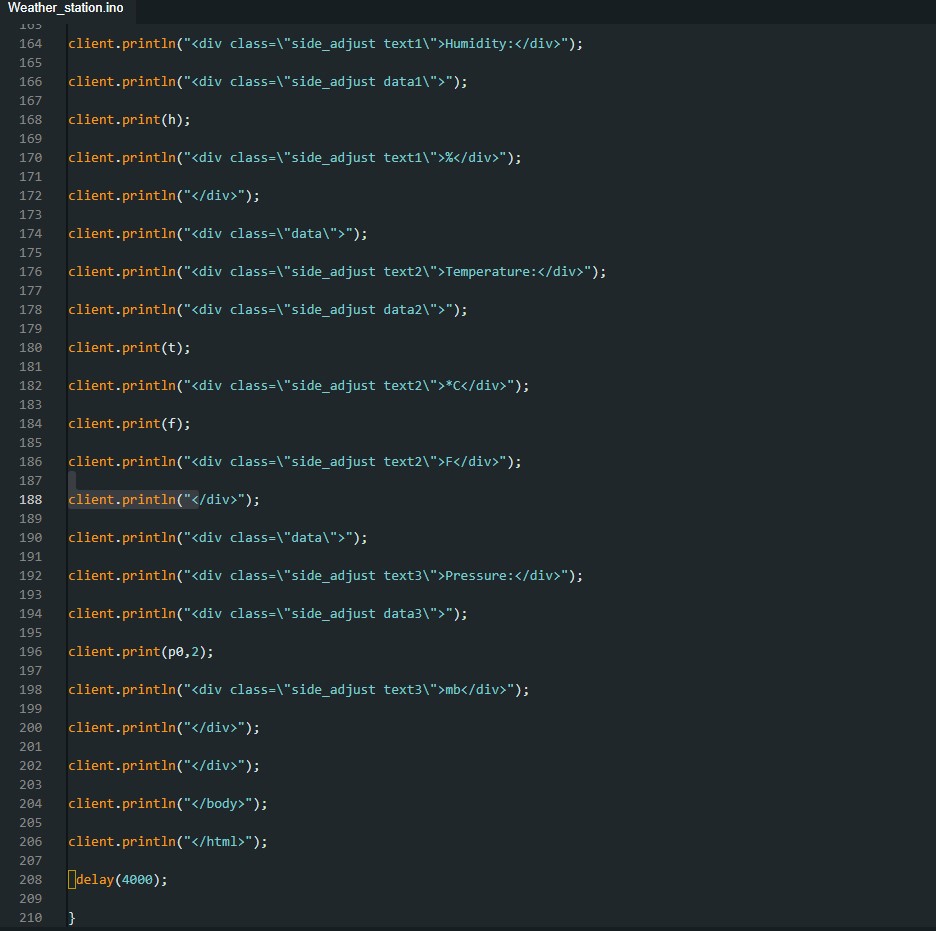 Weather_station.ino
163
164 client.println("<div class=\"side_adjust text1\">Humidity:</div>");
165
166 client.println("<div class=\"side_adjust data1\">");
167
168 client.print(h);
169
170 client.println("<div class=\"side_adjust text1\">%</div>");
171
172 client.println("</div>");
173
174 client.println("<div class=\"data\">");
175
176 client.println("<div class=\"side_adjust text2\">Temperature:</div>");
177
178 client.println("<div class=\"side_adjust data2\">");
179
180 client.print(t);
181
182 client.println("<div class=\"side_adjust text2\">*C</div>");
183
184 client.print(f);
185
186 client.println("<div class=\"side_adjust text2\">F</div>");
187
188 client.println("</div>");
189
190 client.println("<div class=\"data\">");
191
192 client.println("<div class=\"side_adjust text3\">Pressure:</div>");
193
194 client.println("<div class=\"side_adjust data3\">");
195
196 client.print(p0,2);
197
198 client.println("<div class=\"side_adjust text3\">mb</div>");
199
200 client.println("</div>");
201
202 client.println("</div>");
203
204 client.println("</body>");
205
206 client.println("</html>");
207
208 delay(4000);
209
210 }